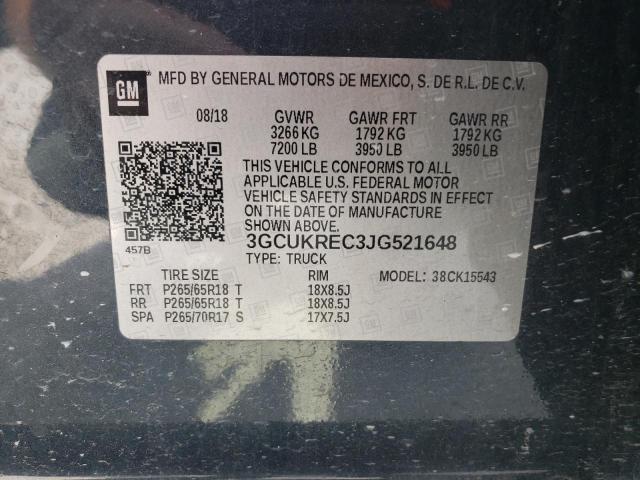 GM MFD BY GENERAL MOTORS DE MEXICO, S. DE R.L. DE C.V.
08/18 GVWR GAWR FRT GAWR RR
3266 KG 1792 KG 1792 KG
7200 LB 3950 LB 3950 LB
THIS VEHICLE CONFORMS TO ALL
APPLICABLE U.S. FEDERAL MOTOR
VEHICLE SAFETY STANDARDS IN EFFECT
ON THE DATE OF MANUFACTURE
SHOWN ABOVE.
457B 3GCUKREC3JG521648
TYPE: TRUCK
TIRE SIZE RIM MODEL: 38CK15543
FRT P265/65R18 T 18X8.5J
RR P265/65R18 T 18X8.5J
SPA P265/70R17 S 17X7.5J